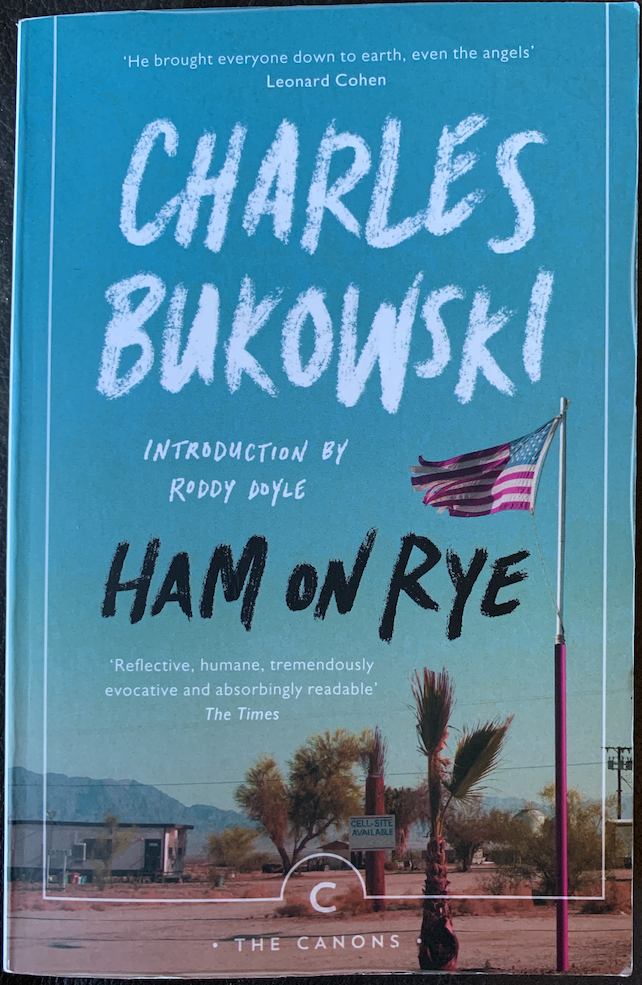 ‘He brought everyone down to earth, even the angels’
Leonard Cohen
CHARLES
BUKOWSKI
INTRODUCTION BY
RODDY DOYLE
HAM ON RYE
‘Reflective, humane, tremendously
evocative and absorbingly readable’
The Times
CELL-SITE
AVAILABLE
C
· THE CANONS ·